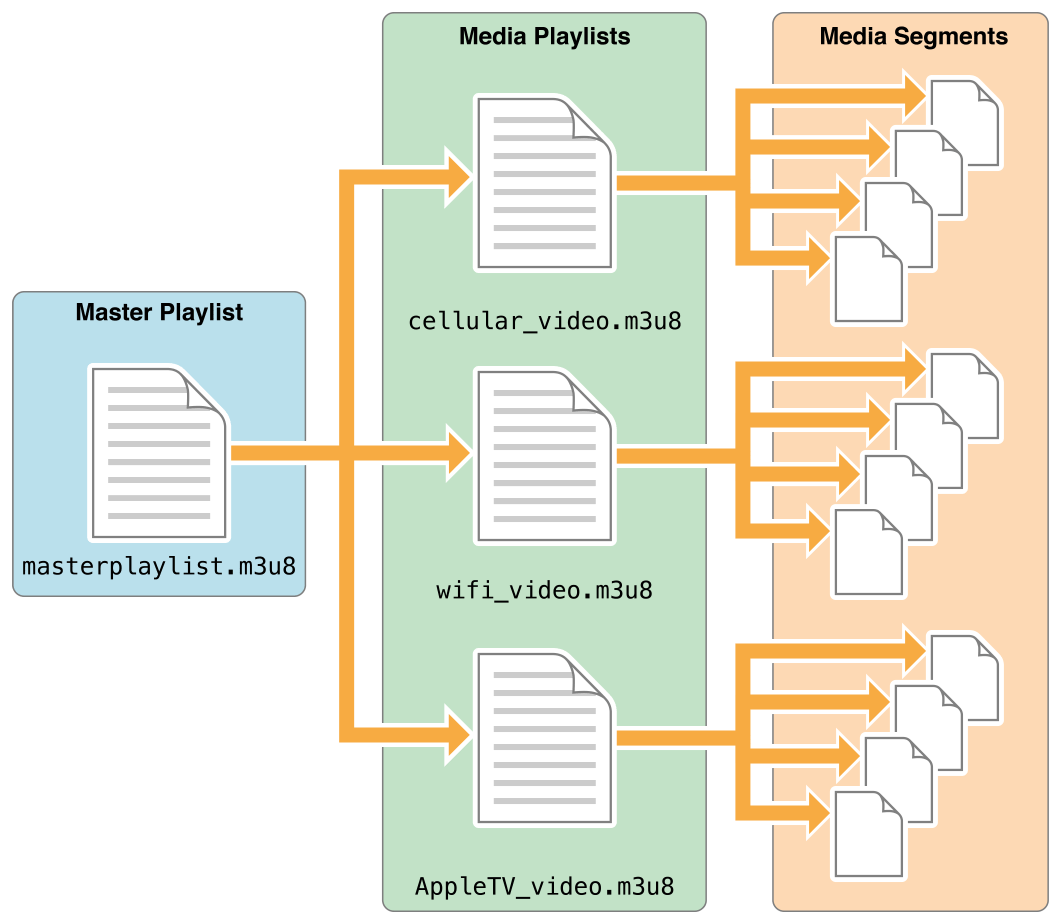 Media Playlists
Media Segments
cellular_video.m3u8
Master Playlist
masterplaylist.m3u8
wifi_video.m3u8
AppleTV_video.m3u8